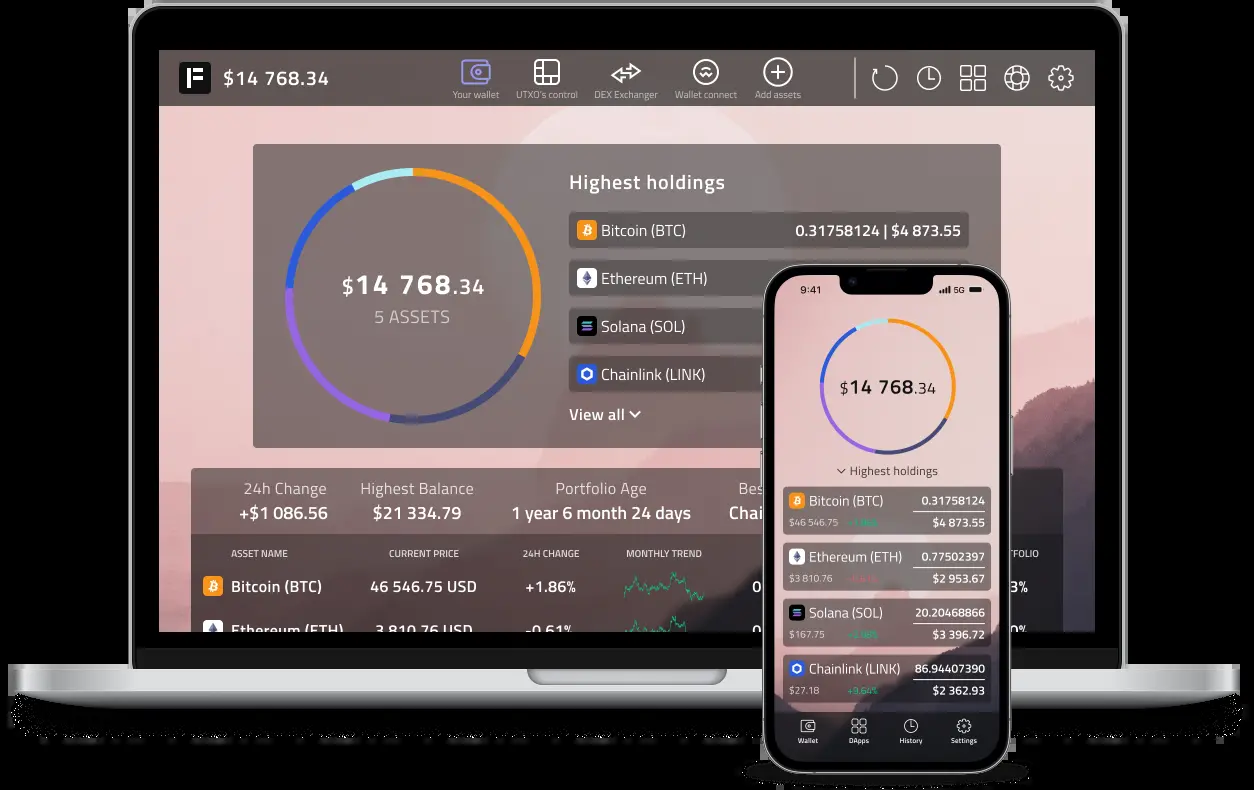 $14 768.34
Your wallet
UTXO's control
DEX Exchanger
Wallet connect
Add assets
$14 768.34
5 ASSETS
Highest holdings
Bitcoin (BTC) 0.31758124 | $4 873.55
Ethereum (ETH)
Solana (SOL)
Chainlink (LINK)
View all
24h Change Highest Balance Portfolio Age
+$1 086.56 $21 334.79 1 year 6 month 24 days
ASSET NAME CURRENT PRICE 24H CHANGE MONTHLY TREND
Bitcoin (BTC) 46 546.75 USD +1.86%
Ethereum (ETH) 3 810.76 USD -0.61%
9:41 5G
$14 768.34
Highest holdings
Bitcoin (BTC) 0.31758124
$46 546.75 $4 873.55
Ethereum (ETH) 0.77502397
$3 810.76 $2 953.67
Solana (SOL) 20.20468866
$167.75 $3 396.72
Chainlink (LINK) 86.94407390
$27.18 +9.64% $2 362.93
Wallet DApps History Settings